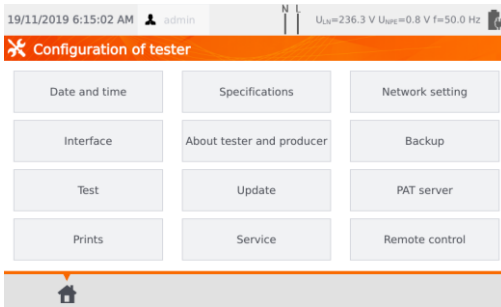 19/11/2019 6:15:02 AM admin N L U_LN=236.3 V U_NPE=0.8 V f=50.0 Hz
Configuration of tester
Date and time Specifications Network setting
Interface About tester and producer Backup
Test Update PAT server
Prints Service Remote control